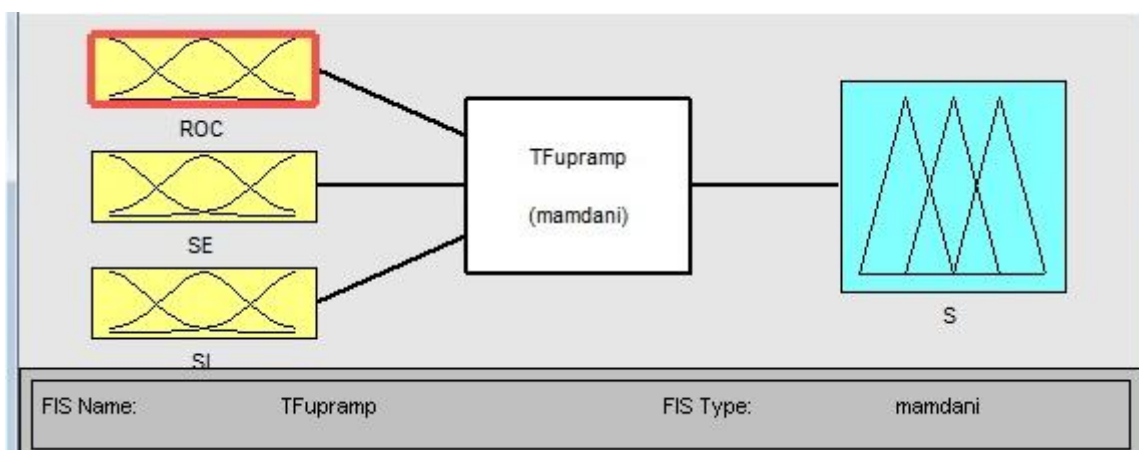 ROC
TFupramp
(mamdani)
SE
S
FIS Name: TFupramp FIS Type: mamdani